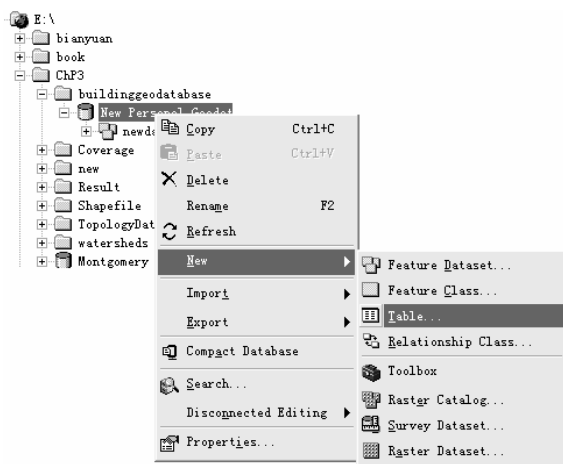 E:\
bianyuan
book
ChP3
buildinggeodatabase
New Personal Geodat
newda
Coverage
new
Result
Shapefile
TopologyDat
watersheds
Montgomery
Copy Ctrl+C
Paste Ctrl+V
Delete
Rename F2
Refresh
New
Import
Export
Compact Database
Search...
Disconnected Editing
Properties...
Feature Dataset...
Feature Class...
Table...
Relationship Class...
Toolbox
Raster Catalog...
Survey Dataset...
Raster Dataset...